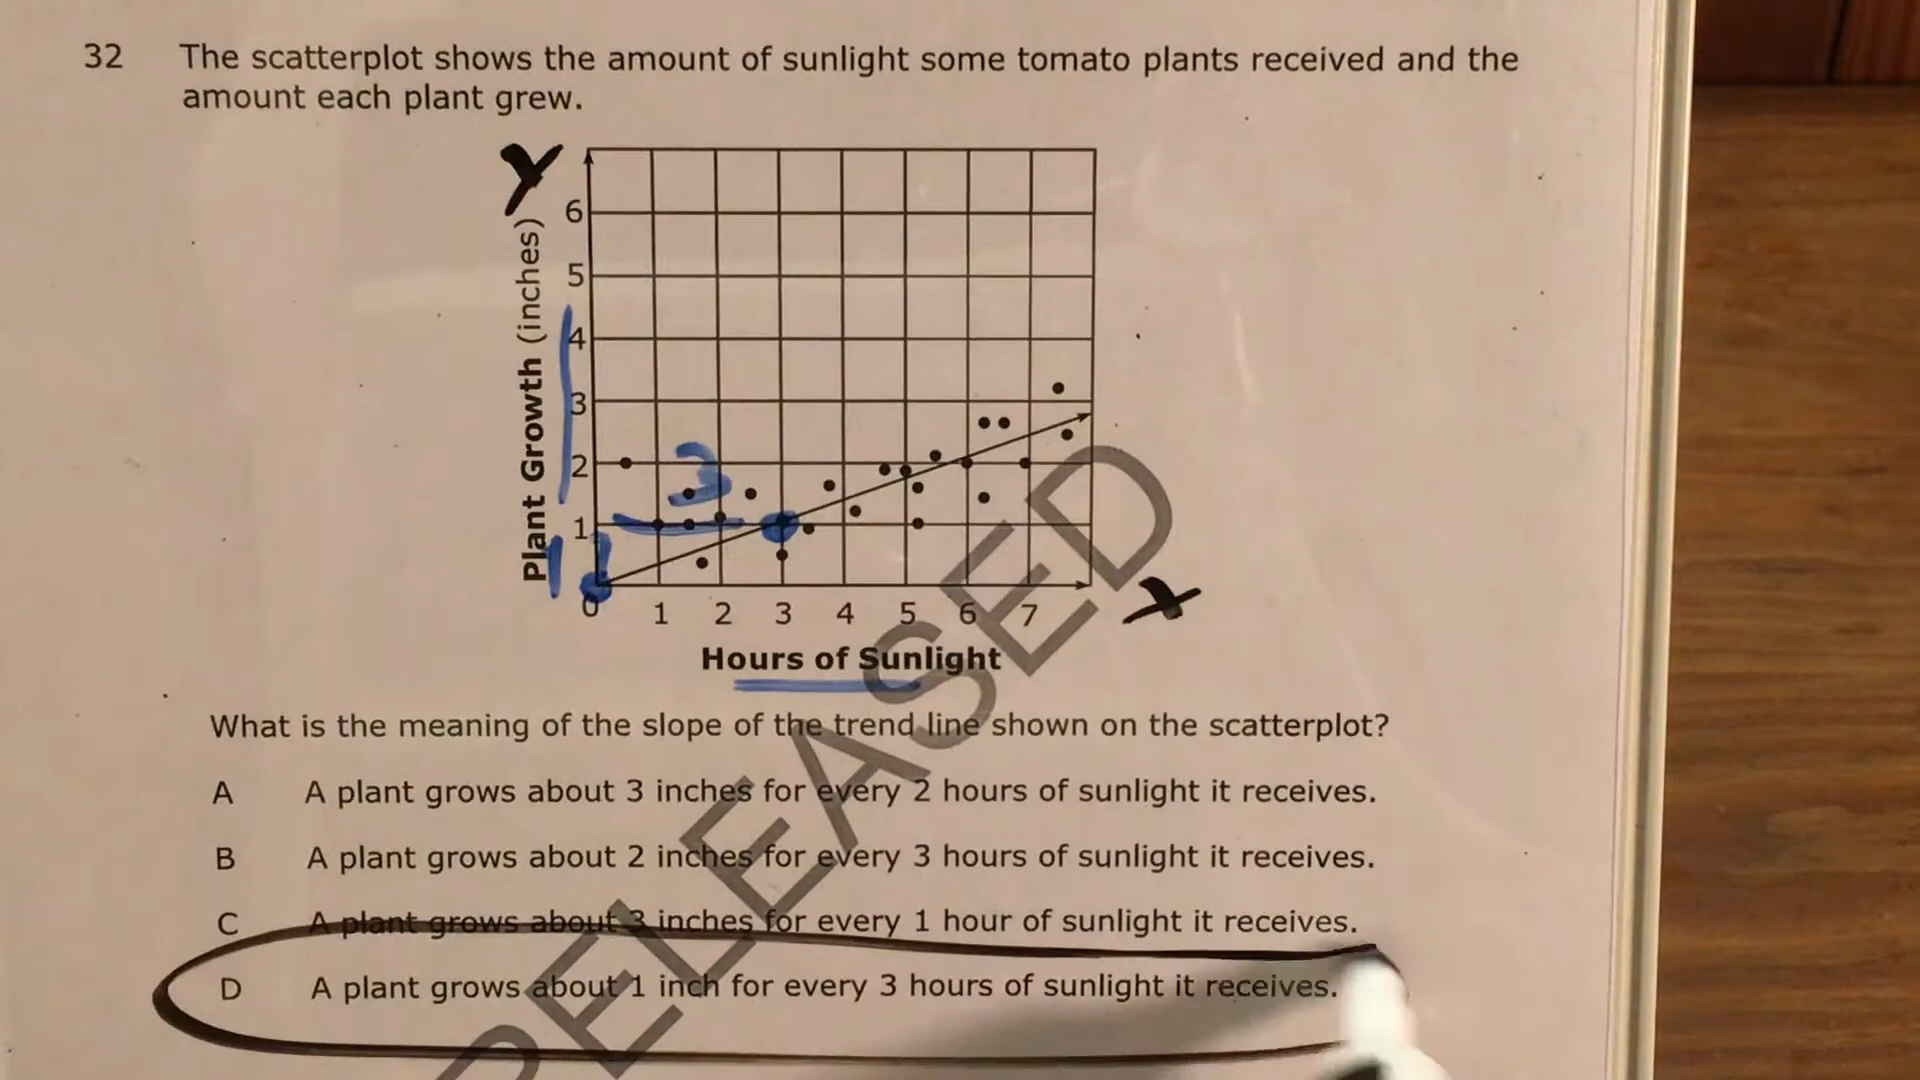 32 The scatterplot shows the amount of sunlight some tomato plants received and the
amount each plant grew.
Y
Plant Growth (inches)
6
5
4
3
2
1
0
3
1
1 2 3 4 5 6 7
X
Hours of Sunlight
What is the meaning of the slope of the trend line shown on the scatterplot?
A A plant grows about 3 inches for every 2 hours of sunlight it receives.
B A plant grows about 2 inches for every 3 hours of sunlight it receives.
C A plant grows about 3 inches for every 1 hour of sunlight it receives.
D A plant grows about 1 inch for every 3 hours of sunlight it receives.
RELEASED